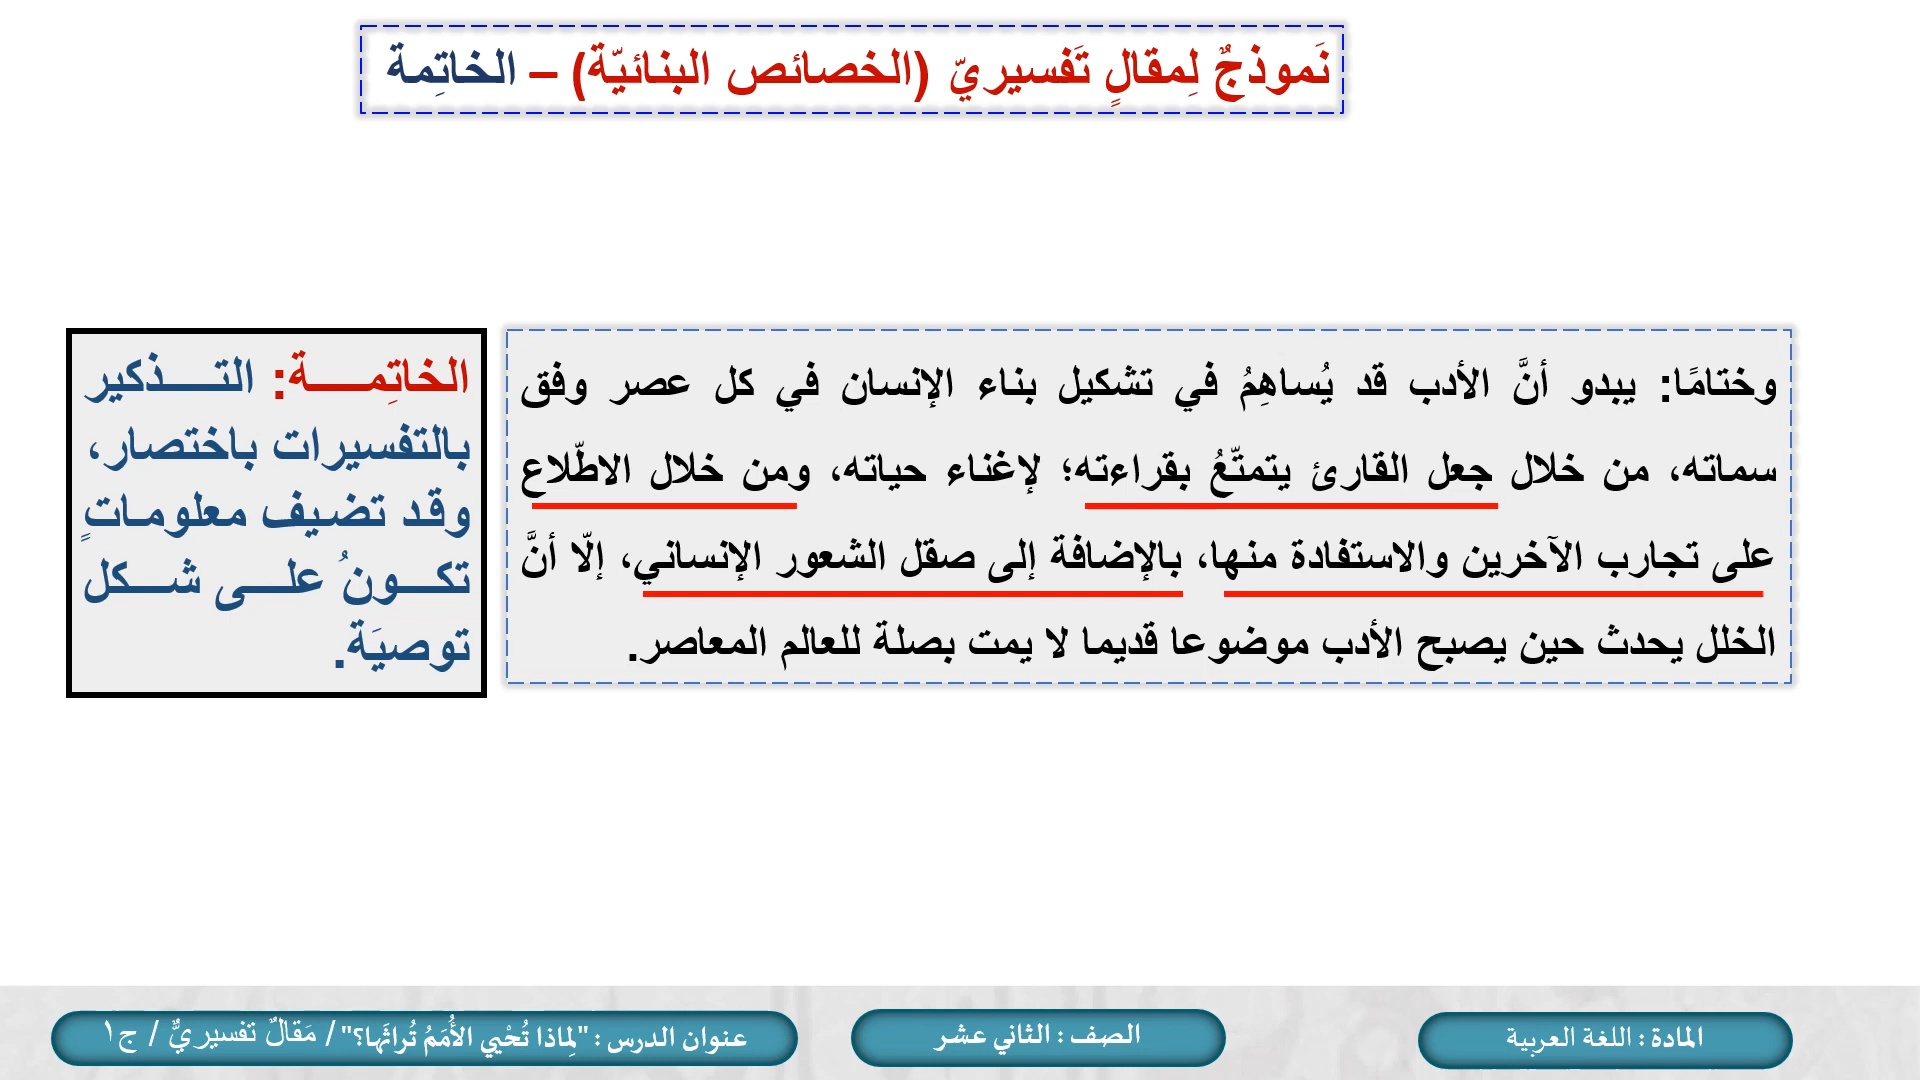 نَموذجٌ لِمقالٍ تَفسيريّ (الخصائص البنائيّة) – الخاتِمة
وختامًا: يبدو أنَّ الأدب قد يُساهِمُ في تشكيل بناء الإنسان في كل عصر وفق
سماته، من خلال جعل القارئ يتمتّعُ بقراءته؛ لإغناء حياته، ومن خلال الاطّلاع
على تجارب الآخرين والاستفادة منها، بالإضافة إلى صقل الشعور الإنساني، إلّا أنَّ
الخلل يحدث حين يصبح الأدب موضوعا قديما لا يمت بصلة للعالم المعاصر.
الخاتِمـــــة: التـــــذكير
بالتفسيرات باختصار،
وقد تضيف معلوماتٍ
تكـــونُ علـــى شـــكل
توصيَة.
المادة : اللغة العربية
الصف : الثاني عشر
عنوان الدرس : "لِماذا تُحْيي الأُمَمُ تُراثَها؟" / مَقالٌ تفسيريٌّ / ج١